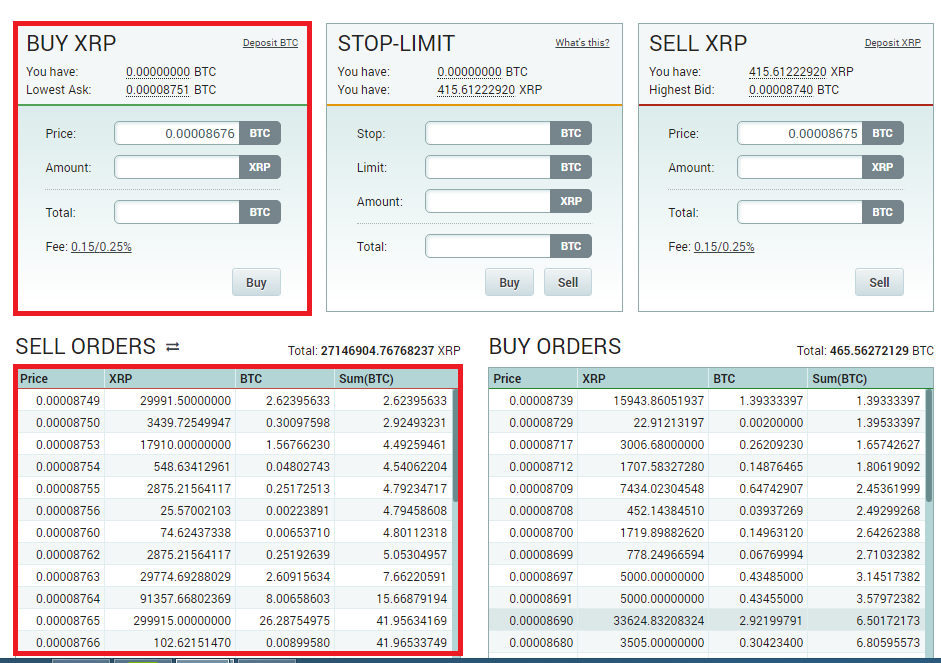 BUY XRP Deposit BTC
You have: 0.00000000 BTC
Lowest Ask: 0.00008751 BTC
Price: 0.00008676 BTC
Amount: XRP
Total: BTC
Fee: 0.15/0.25%
Buy
STOP-LIMIT What's this?
You have: 0.00000000 BTC
You have: 415.61222920 XRP
Stop: BTC
Limit: BTC
Amount: XRP
Total: BTC
Buy Sell
SELL XRP Deposit XRP
You have: 415.61222920 XRP
Highest Bid: 0.00008740 BTC
Price: 0.00008675 BTC
Amount: XRP
Total: BTC
Fee: 0.15/0.25%
Sell
SELL ORDERS ⇄ Total: 27146904.76768237 XRP
Price XRP BTC Sum(BTC)
0.00008749 29991.50000000 2.62395633 2.62395633
0.00008750 3439.72549947 0.30097598 2.92493231
0.00008753 17910.00000000 1.56766230 4.49259461
0.00008754 548.63412961 0.04802743 4.54062204
0.00008755 2875.21564117 0.25172513 4.79234717
0.00008756 25.57002103 0.00223891 4.79458608
0.00008760 74.62437338 0.00653710 4.80112318
0.00008762 2875.21564117 0.25192639 5.05304957
0.00008763 29774.69288029 2.60915634 7.66220591
0.00008764 91357.66802369 8.00658603 15.66879194
0.00008765 299915.00000000 26.28754975 41.95634169
0.00008766 102.62151470 0.00899580 41.96533749
BUY ORDERS Total: 465.56272129 BTC
Price XRP BTC Sum(BTC)
0.00008739 15943.86051937 1.39333397 1.39333397
0.00008729 22.91213197 0.00200000 1.39533397
0.00008717 3006.68000000 0.26209230 1.65742627
0.00008712 1707.58327280 0.14876465 1.80619092
0.00008709 7434.02304548 0.64742907 2.45361999
0.00008708 452.14384510 0.03937269 2.49299268
0.00008700 1719.89882620 0.14963120 2.64262388
0.00008699 778.24966594 0.06769994 2.71032382
0.00008697 5000.00000000 0.43485000 3.14517382
0.00008691 5000.00000000 0.43455000 3.57972382
0.00008690 33624.83208324 2.92199791 6.50172173
0.00008680 3505.00000000 0.30423400 6.80595573